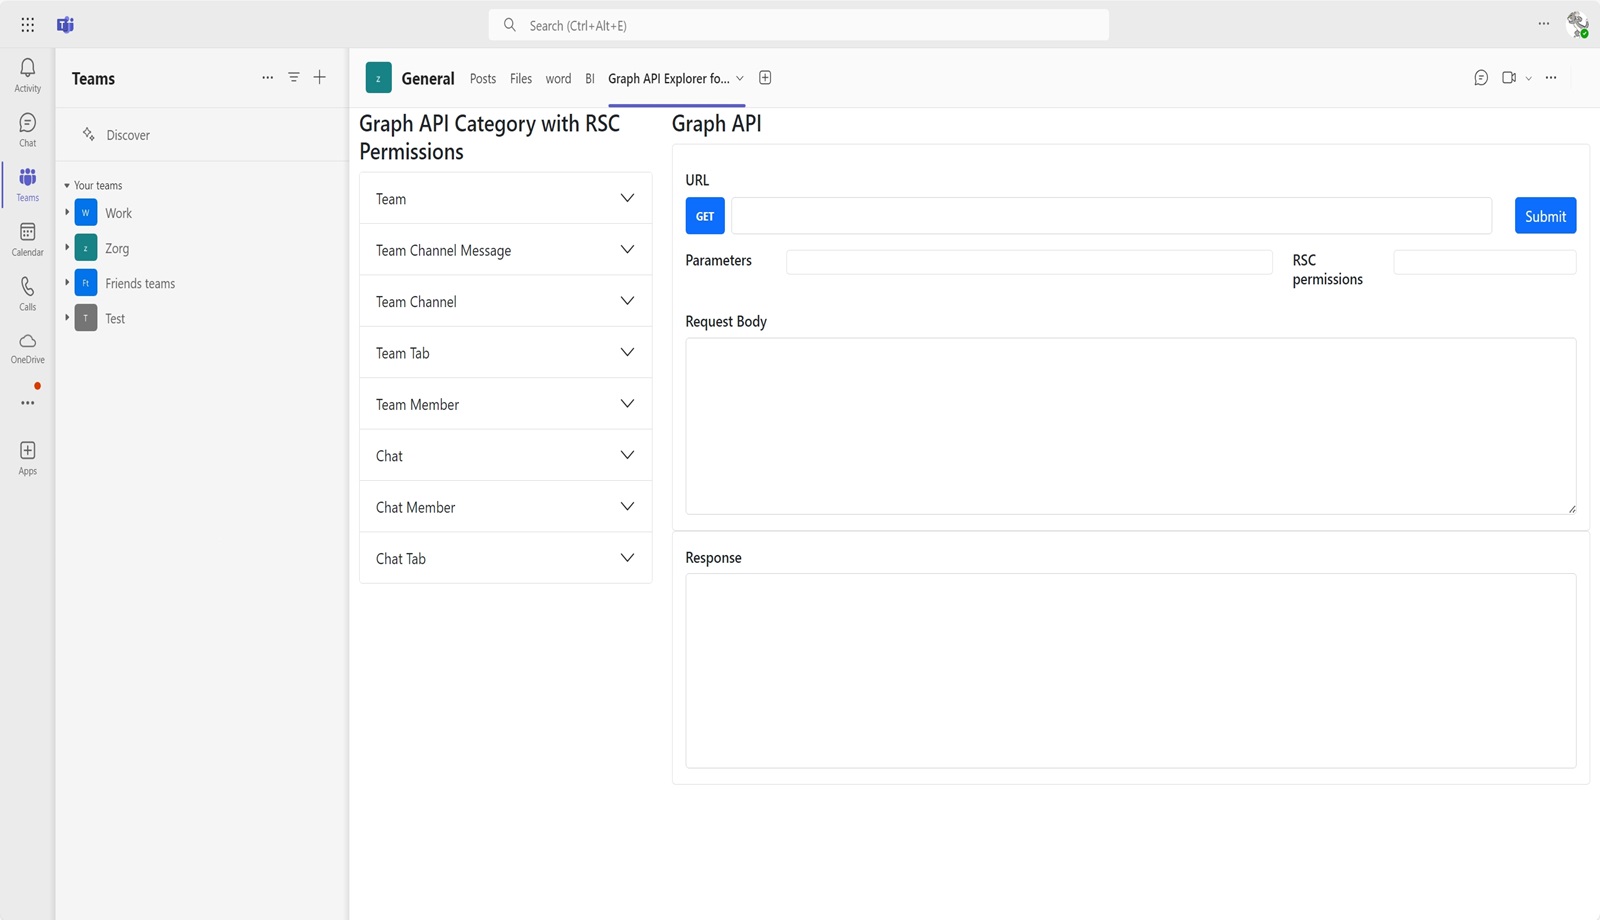 Search (Ctrl+Alt+E)
Activity
Chat
Teams
Calendar
Calls
OneDrive
Apps
Teams
Discover
Your teams
W Work
z Zorg
Ft Friends teams
T Test
z General Posts Files word BI Graph API Explorer fo...
Graph API Category with RSC
Permissions
Team
Team Channel Message
Team Channel
Team Tab
Team Member
Chat
Chat Member
Chat Tab
Graph API
URL
GET Submit
Parameters
RSC
permissions
Request Body
Response